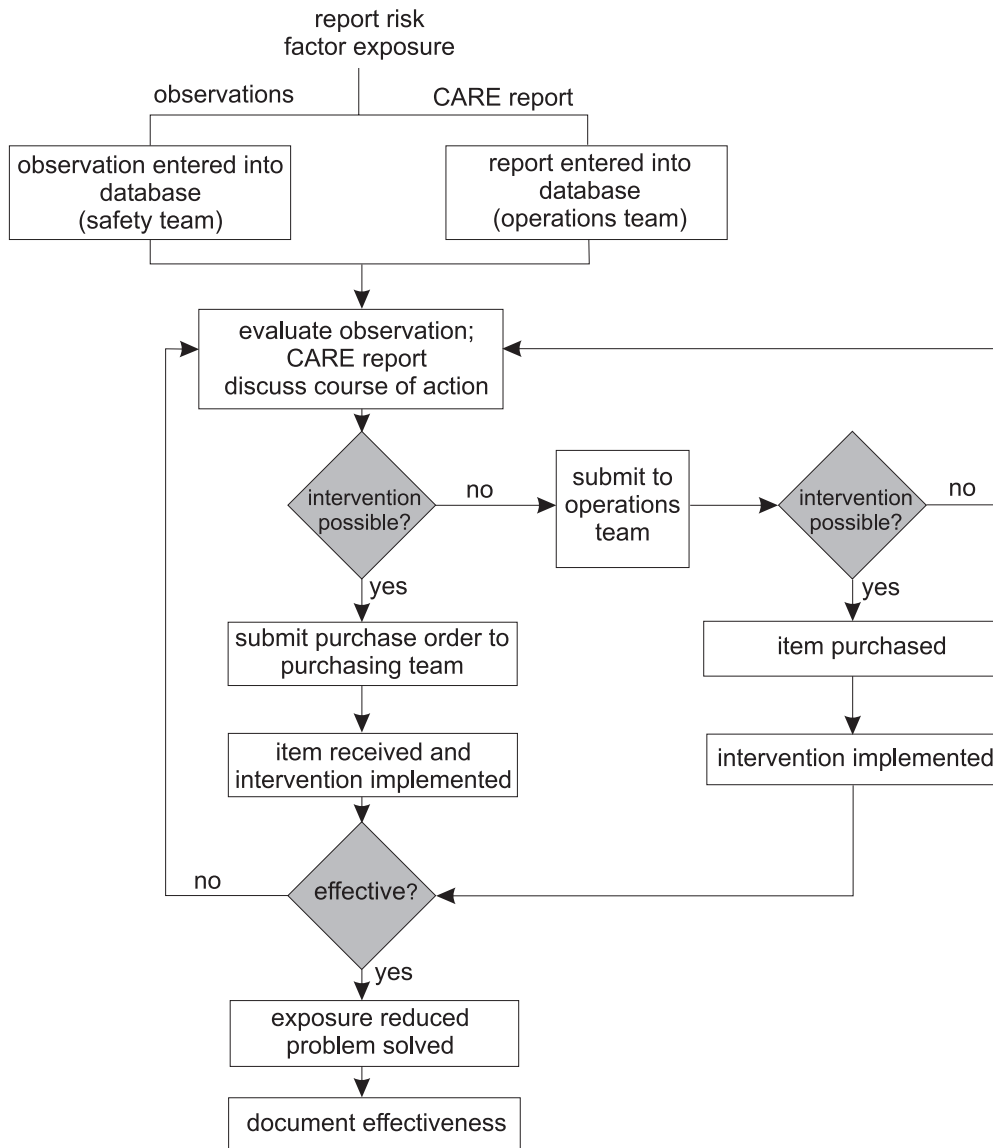 report risk
factor exposure
observations
CARE report
observation entered into
database
(safety team)
report entered into
database
(operations team)
evaluate observation;
CARE report
discuss course of action
intervention
possible?
no
submit to
operations
team
intervention
possible?
no
yes
yes
submit purchase order to
purchasing team
item purchased
item received and
intervention implemented
intervention implemented
effective?
no
yes
exposure reduced
problem solved
document effectiveness